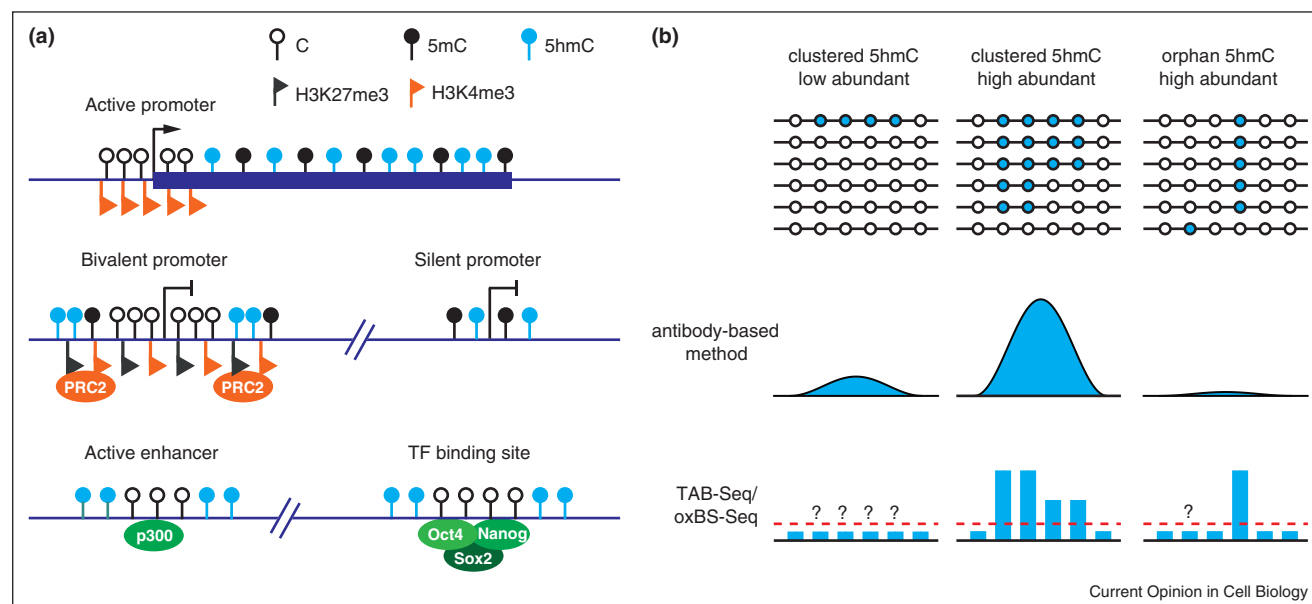 (a)
C
5mC
5hmC
H3K27me3
H3K4me3
Active promoter
Bivalent promoter
Silent promoter
PRC2
PRC2
Active enhancer
TF binding site
p300
Oct4
Nanog
Sox2
(b)
clustered 5hmC
low abundant
clustered 5hmC
high abundant
orphan 5hmC
high abundant
antibody-based
method
TAB-Seq/
oxBS-Seq
? ? ? ?
?
Current Opinion in Cell Biology